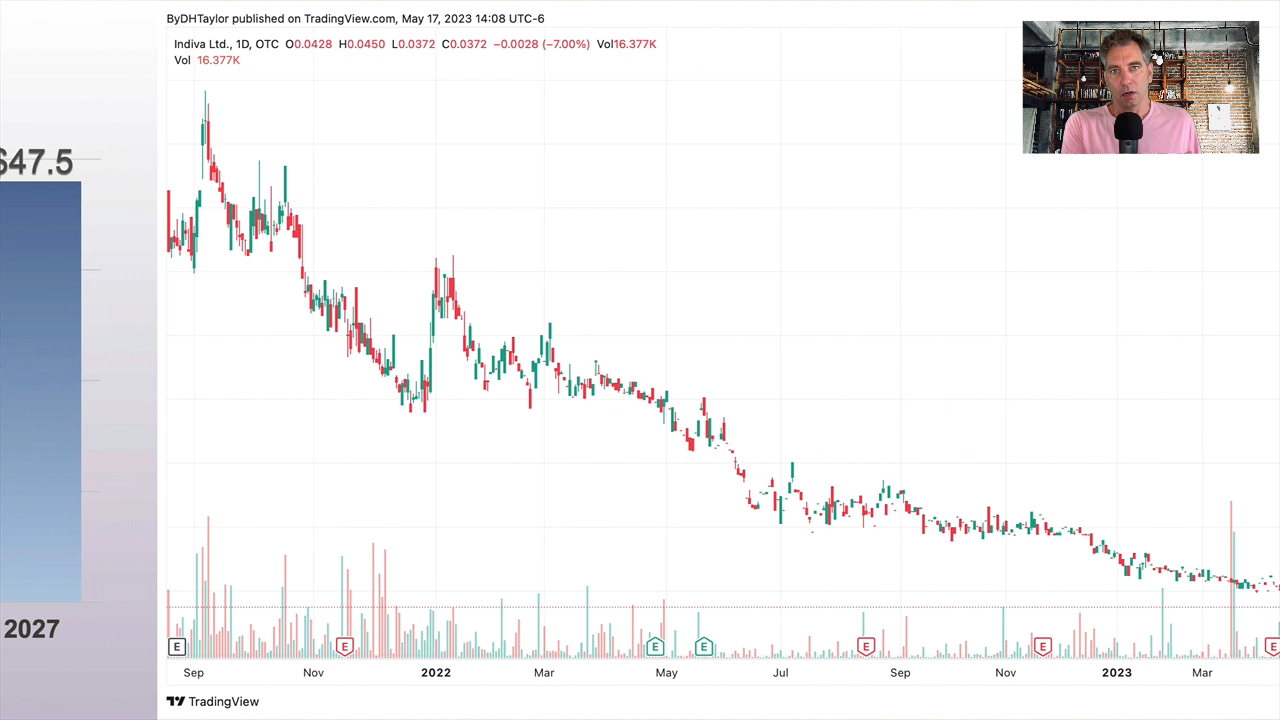 ByDHTaylor published on TradingView.com, May 17, 2023 14:08 UTC-6
Indiva Ltd., 1D, OTC O0.0428 H0.0450 L0.0372 C0.0372 −0.0028 (−7.00%) Vol16.377K
Vol 16.377K
$47.5
2027
E E E E E E E
Sep Nov 2022 Mar May Jul Sep Nov 2023 Mar
TradingView